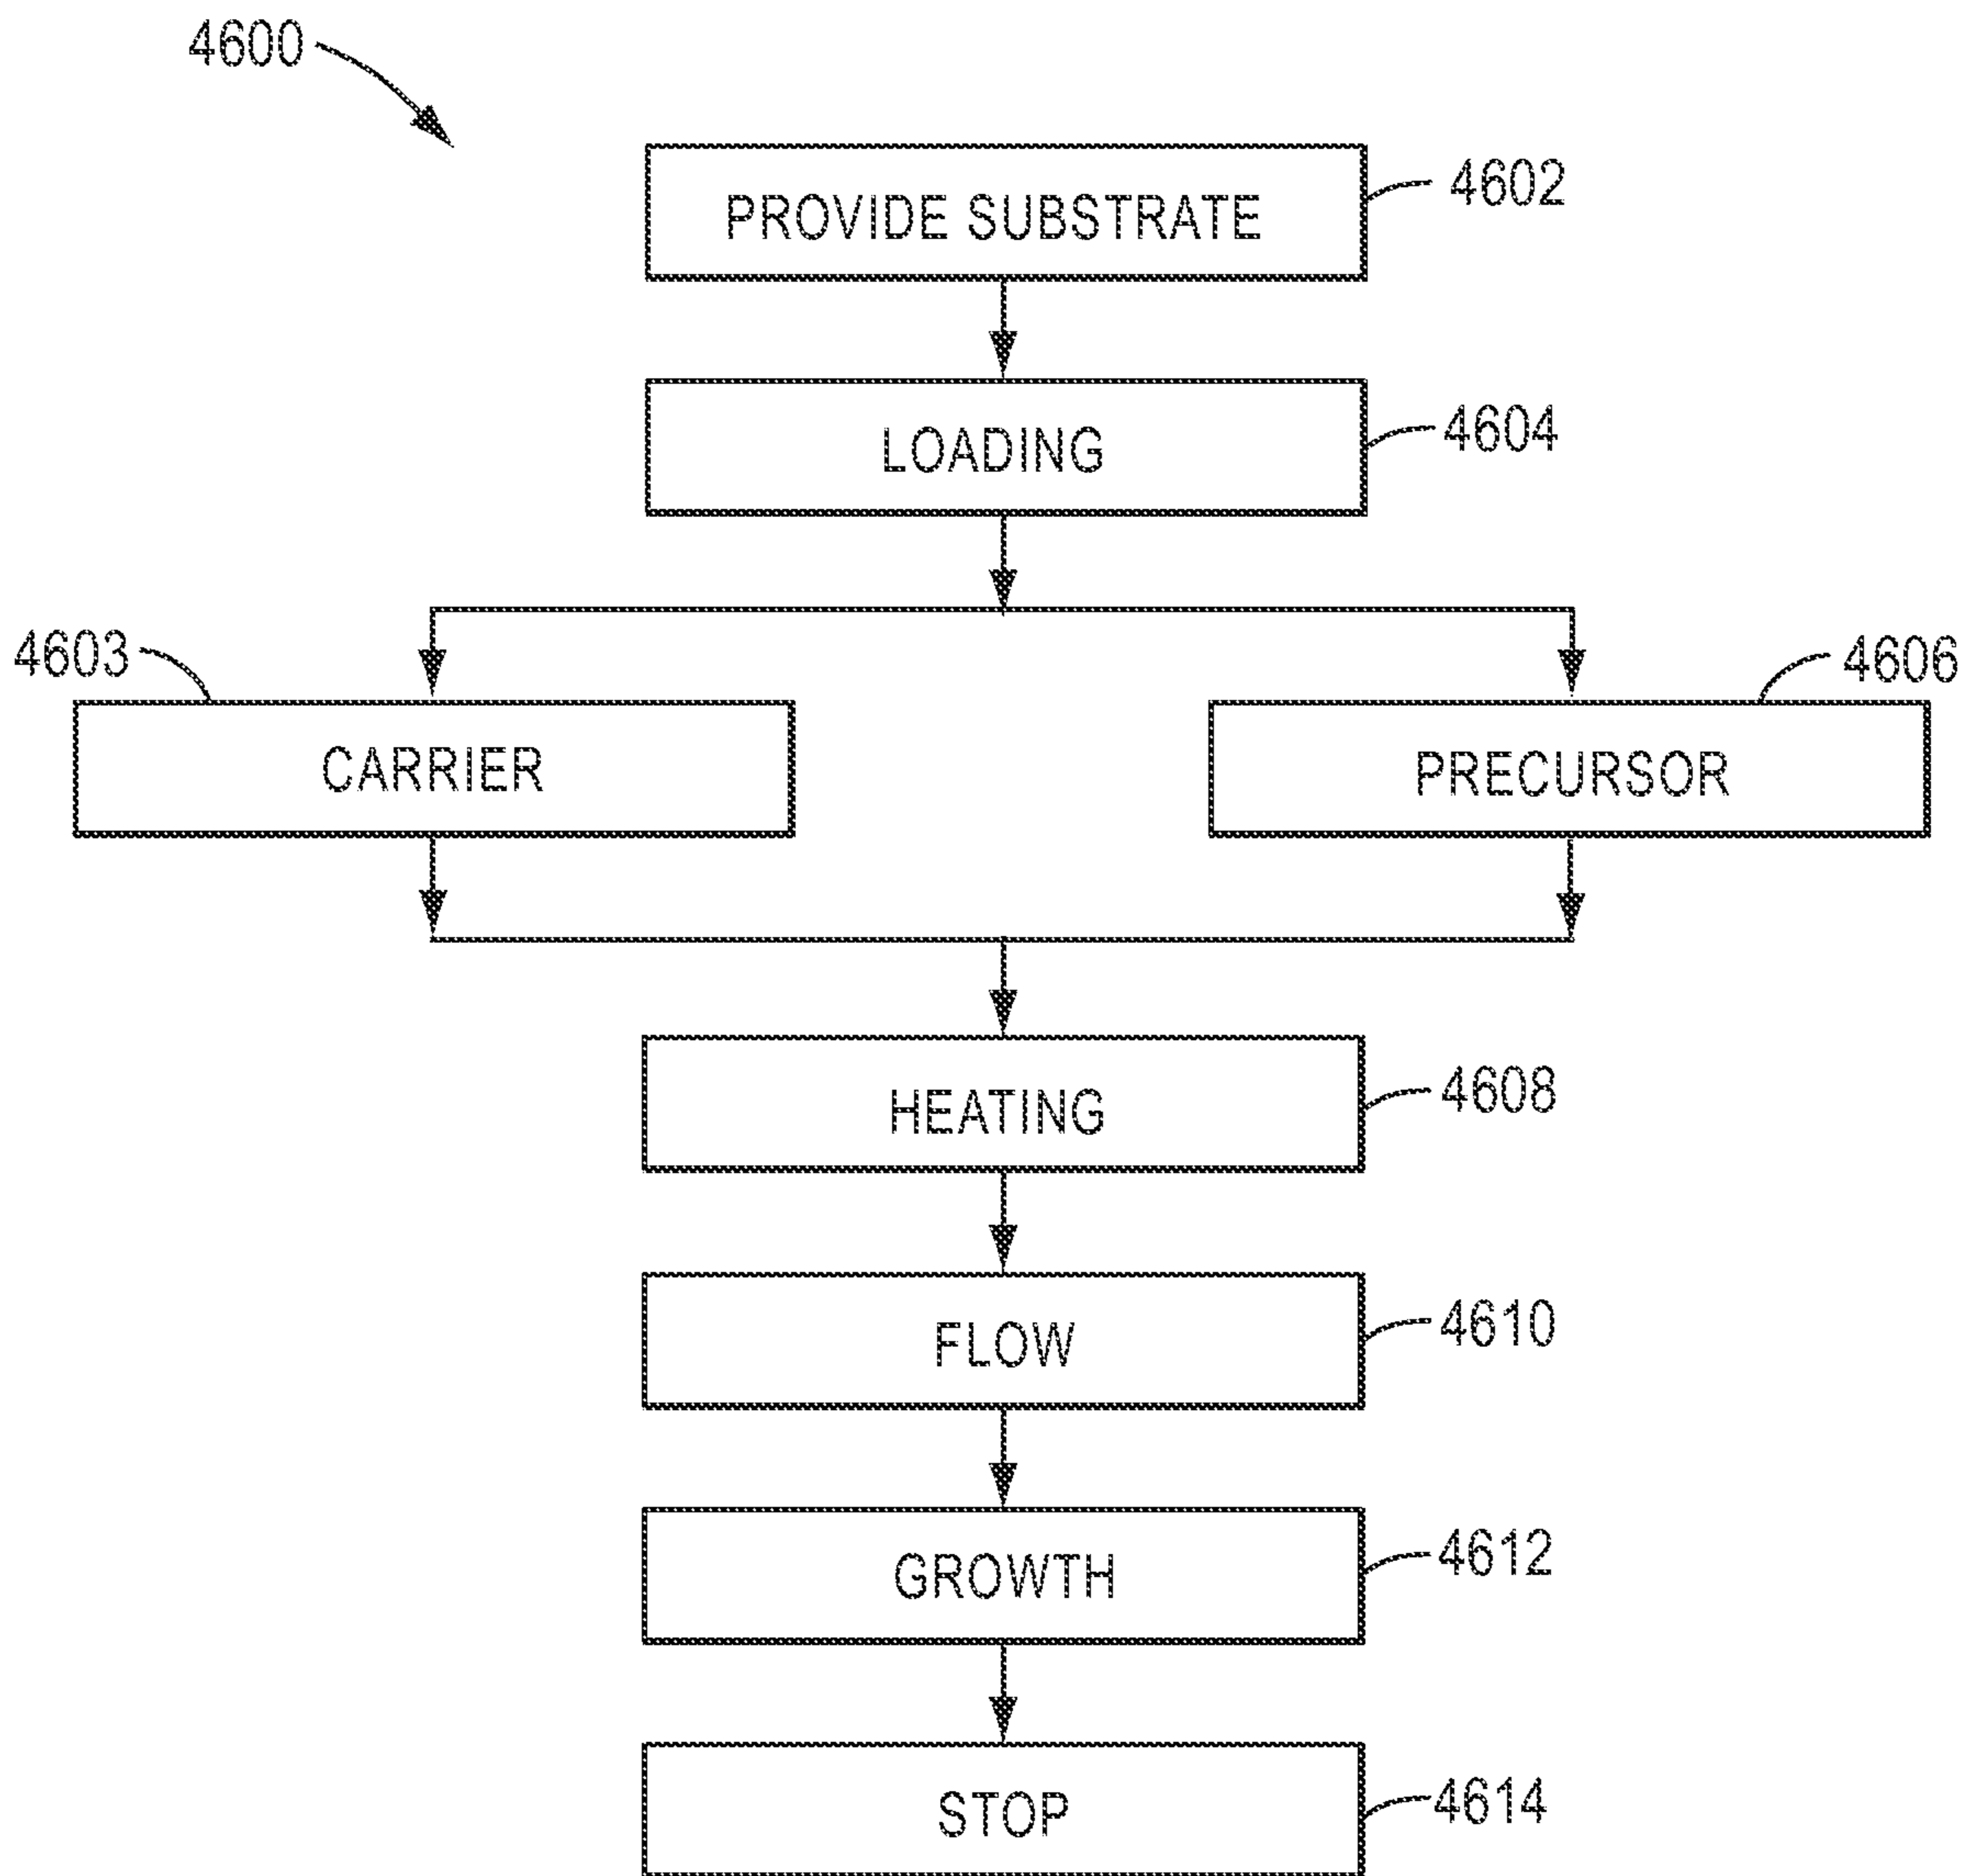 4600
PROVIDE SUBSTRATE
4602
LOADING
4604
4603
4606
CARRIER
PRECURSOR
HEATING
4608
FLOW
4610
GROWTH
4612
STOP
4614